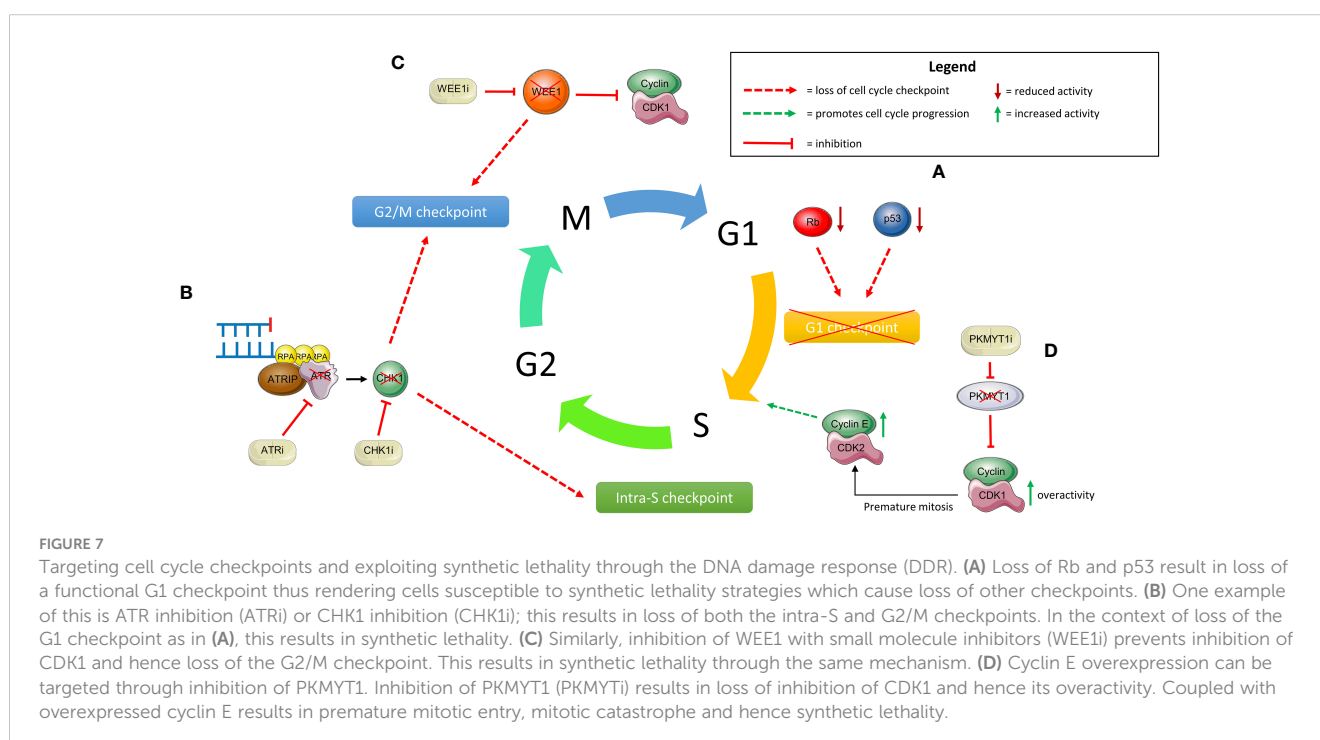 C
WEE1i
WEE1
Cyclin
CDK1
Legend
= loss of cell cycle checkpoint
= reduced activity
= promotes cell cycle progression
= increased activity
= inhibition
A
G2/M checkpoint
M
G1
Rb
p53
B
G1 checkpoint
RPA RPA RPA
ATRIP
ATR
CHK1
G2
PKMYT1i
D
PKMYT1
ATRi
CHK1i
S
Cyclin E
CDK2
Cyclin
CDK1
overactivity
Intra-S checkpoint
Premature mitosis
FIGURE 7
Targeting cell cycle checkpoints and exploiting synthetic lethality through the DNA damage response (DDR). (A) Loss of Rb and p53 result in loss of
a functional G1 checkpoint thus rendering cells susceptible to synthetic lethality strategies which cause loss of other checkpoints. (B) One example
of this is ATR inhibition (ATRi) or CHK1 inhibition (CHK1i); this results in loss of both the intra-S and G2/M checkpoints. In the context of loss of the
G1 checkpoint as in (A), this results in synthetic lethality. (C) Similarly, inhibition of WEE1 with small molecule inhibitors (WEE1i) prevents inhibition of
CDK1 and hence loss of the G2/M checkpoint. This results in synthetic lethality through the same mechanism. (D) Cyclin E overexpression can be
targeted through inhibition of PKMYT1. Inhibition of PKMYT1 (PKMYTi) results in loss of inhibition of CDK1 and hence its overactivity. Coupled with
overexpressed cyclin E results in premature mitotic entry, mitotic catastrophe and hence synthetic lethality.